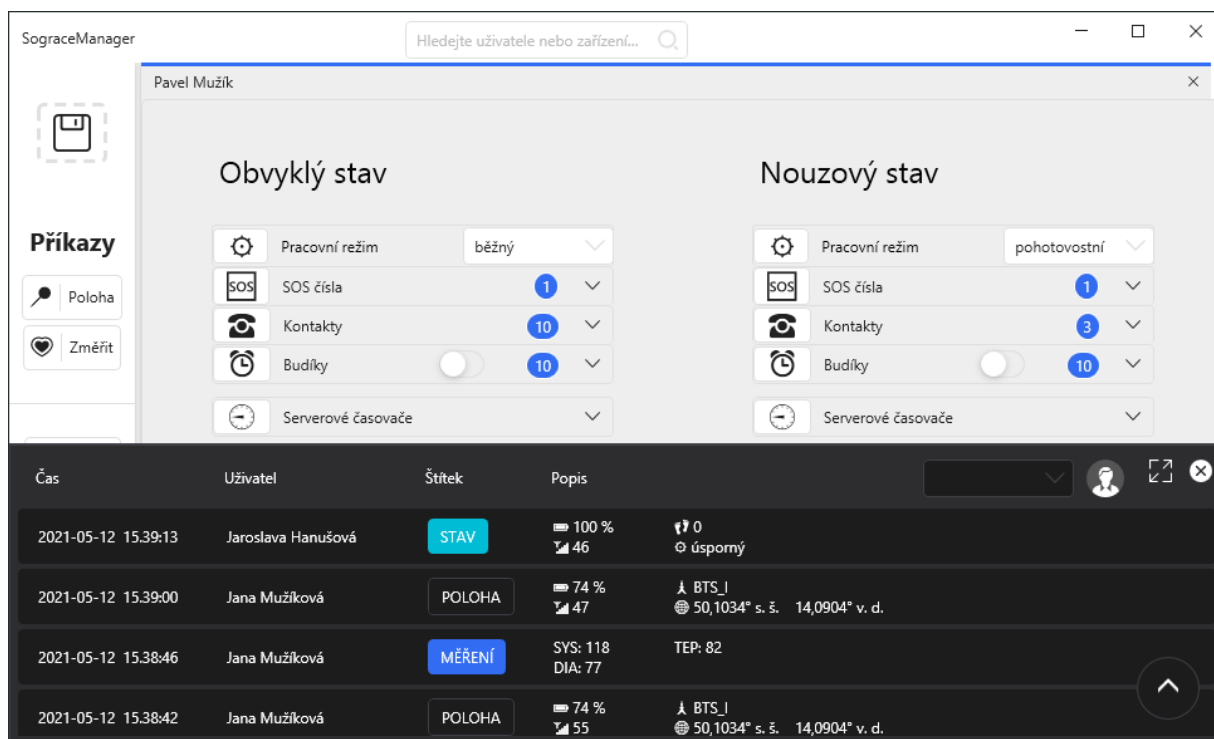 SograceManager
Hledejte uživatele nebo zařízení...
Pavel Mužík
Obvyklý stav
Nouzový stav
Příkazy
Poloha
Změřit
Pracovní režim běžný
SOS SOS čísla 1
Kontakty 10
Budíky 10
Serverové časovače
Pracovní režim pohotovostní
SOS SOS čísla 1
Kontakty 3
Budíky 10
Serverové časovače
Čas Uživatel Štítek Popis
2021-05-12 15.39:13 Jaroslava Hanušová STAV 100 % 0
46 úsporný
2021-05-12 15.39:00 Jana Mužíková POLOHA 74 % BTS_I
47 50,1034° s. š. 14,0904° v. d.
2021-05-12 15.38:46 Jana Mužíková MĚŘENÍ SYS: 118 TEP: 82
DIA: 77
2021-05-12 15.38:42 Jana Mužíková POLOHA 74 % BTS_I
55 50,1034° s. š. 14,0904° v. d.